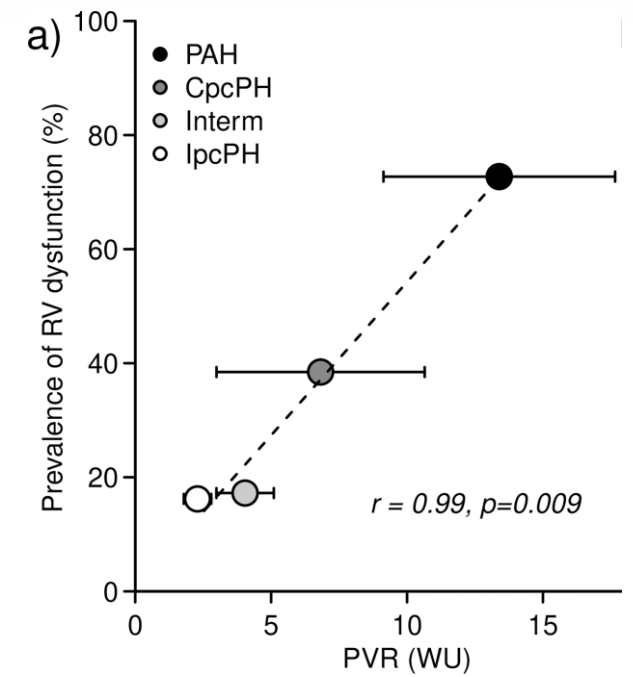 a)
100
80
60
40
20
0
Prevalence of RV dysfunction (%)
PAH
CpcPH
Interm
IpcPH
r = 0.99, p=0.009
0 5 10 15
PVR (WU)